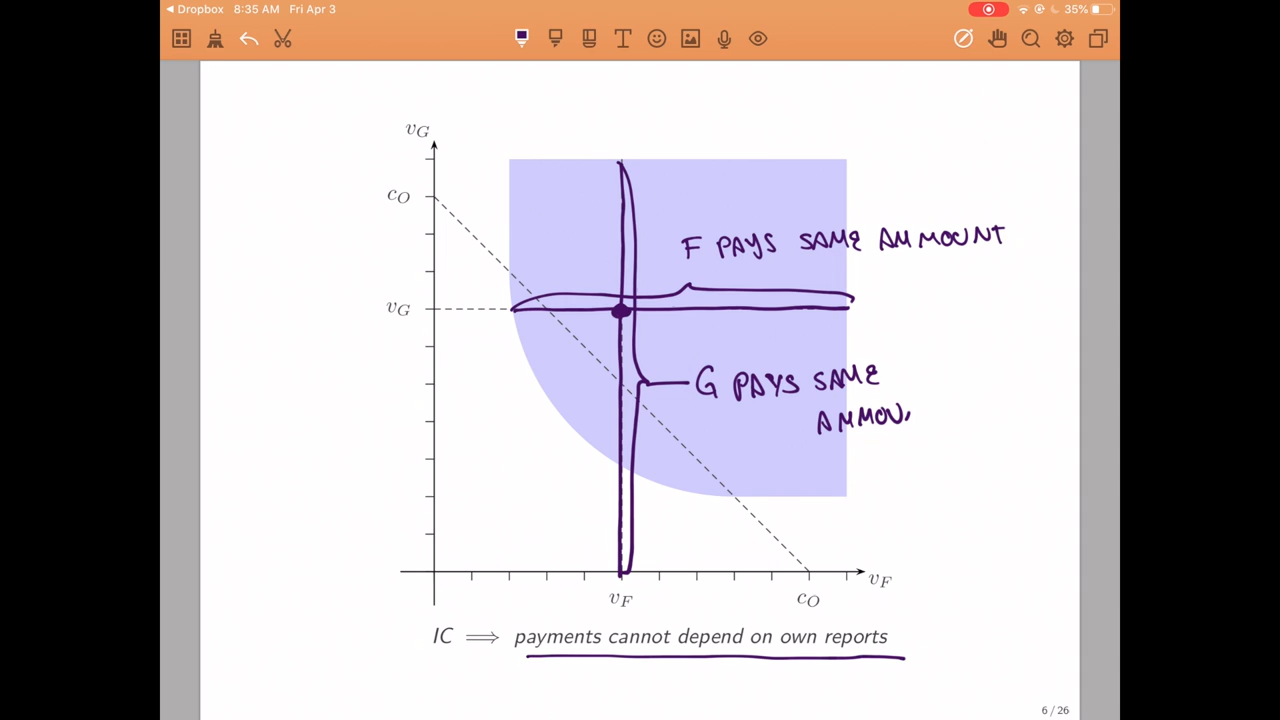 Dropbox 8:35 AM Fri Apr 3 35%
v_G
c_O
F PAYS SAME AMMOUNT
v_G
G PAYS SAME
AMMOU
v_F
v_F c_O
IC ⟹ payments cannot depend on own reports
6 / 26